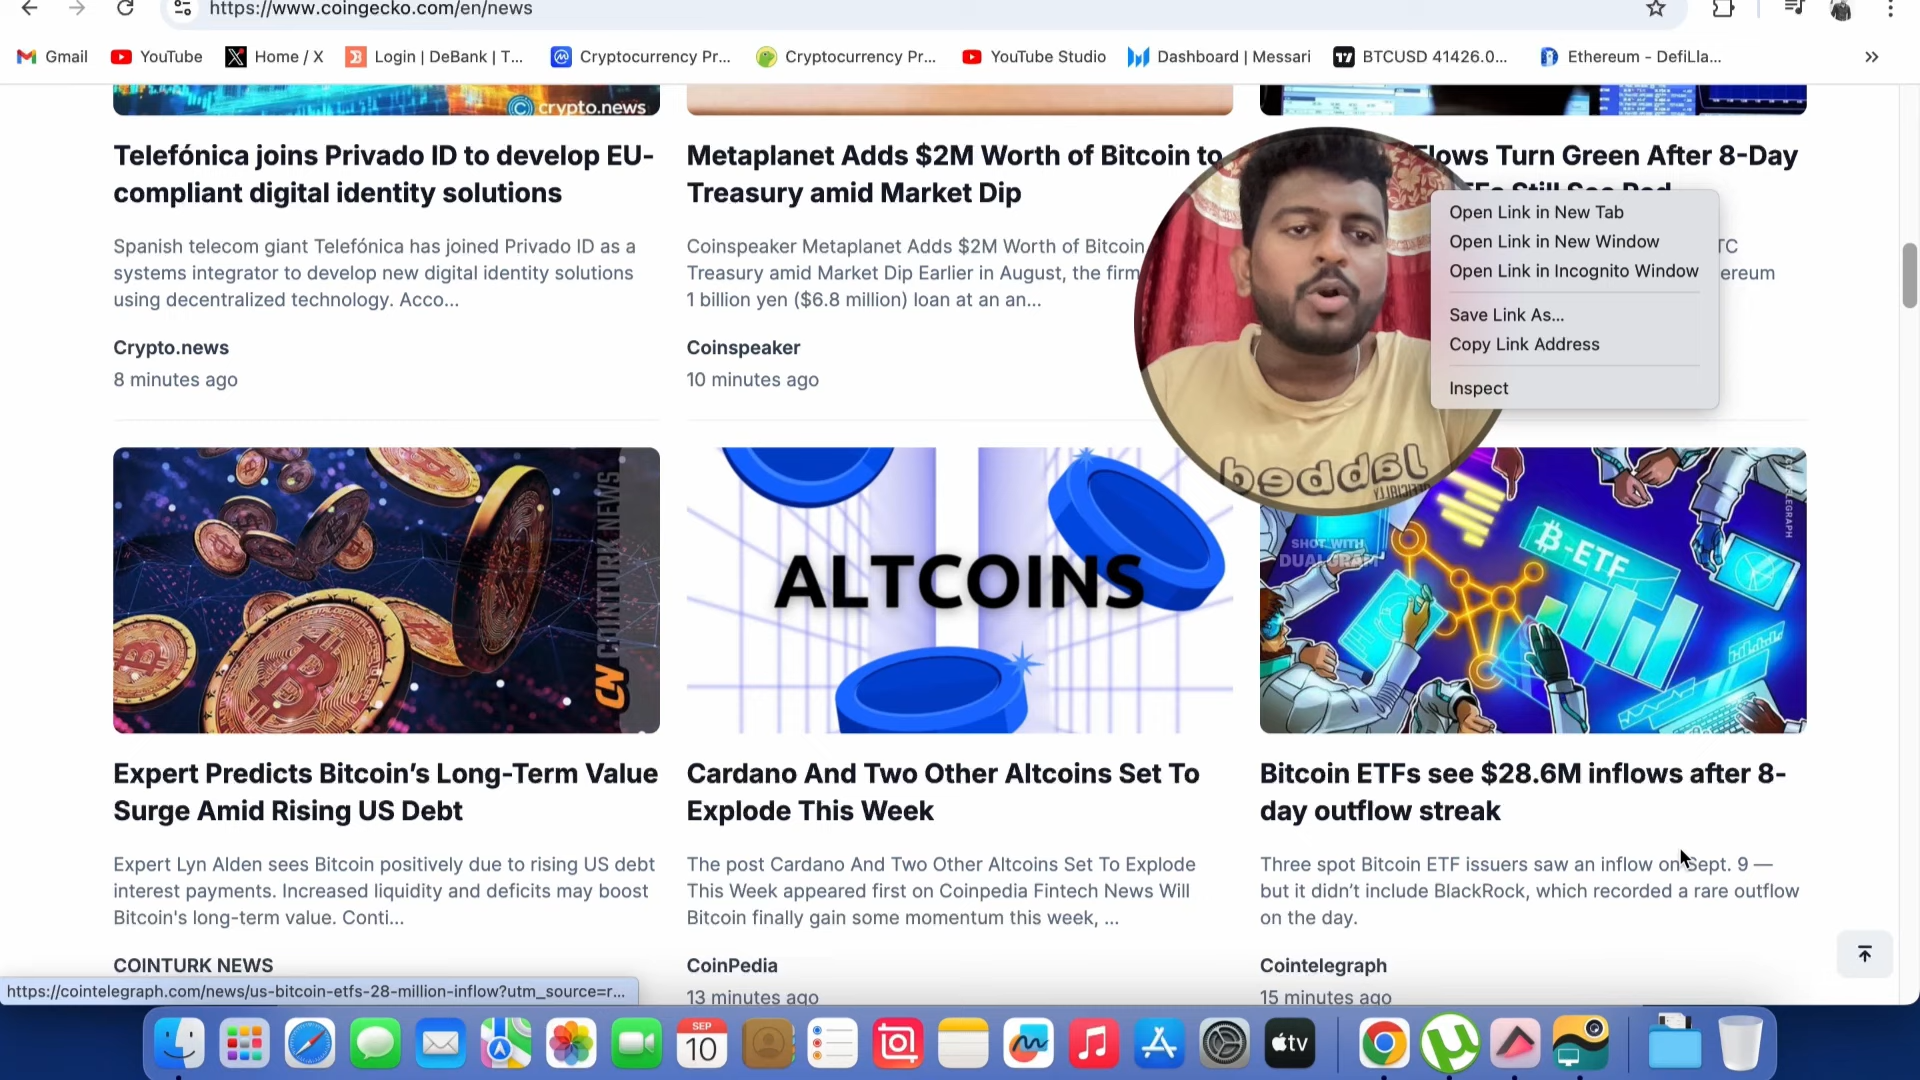 https://www.coingecko.com/en/news
Gmail
YouTube
Home / X
Login | DeBank | T...
Cryptocurrency Pr...
Cryptocurrency Pr...
YouTube Studio
Dashboard | Messari
BTCUSD 41426.0...
Ethereum - DefiLla...
crypto.news
Telefónica joins Privado ID to develop EU-
compliant digital identity solutions
Spanish telecom giant Telefónica has joined Privado ID as a
systems integrator to develop new digital identity solutions
using decentralized technology. Acco...
Crypto.news
8 minutes ago
Metaplanet Adds $2M Worth of Bitcoin to
Treasury amid Market Dip
Coinspeaker Metaplanet Adds $2M Worth of Bitcoin
Treasury amid Market Dip Earlier in August, the firm
1 billion yen ($6.8 million) loan at an an...
Coinspeaker
10 minutes ago
Flows Turn Green After 8-Day
Still See Red
Open Link in New Tab
Open Link in New Window
Open Link in Incognito Window
Save Link As...
Copy Link Address
Inspect
COINTURK NEWS
CN
Expert Predicts Bitcoin’s Long-Term Value
Surge Amid Rising US Debt
Expert Lyn Alden sees Bitcoin positively due to rising US debt
interest payments. Increased liquidity and deficits may boost
Bitcoin's long-term value. Conti...
COINTURK NEWS
ALTCOINS
Cardano And Two Other Altcoins Set To
Explode This Week
The post Cardano And Two Other Altcoins Set To Explode
This Week appeared first on Coinpedia Fintech News Will
Bitcoin finally gain some momentum this week, ...
CoinPedia
13 minutes ago
SHOT WITH
DUALGRAM
B-ETF
Bitcoin ETFs see $28.6M inflows after 8-
day outflow streak
Three spot Bitcoin ETF issuers saw an inflow on Sept. 9 —
but it didn’t include BlackRock, which recorded a rare outflow
on the day.
Cointelegraph
15 minutes ago
https://cointelegraph.com/news/us-bitcoin-etfs-28-million-inflow?utm_source=r...
SEP
10
tv